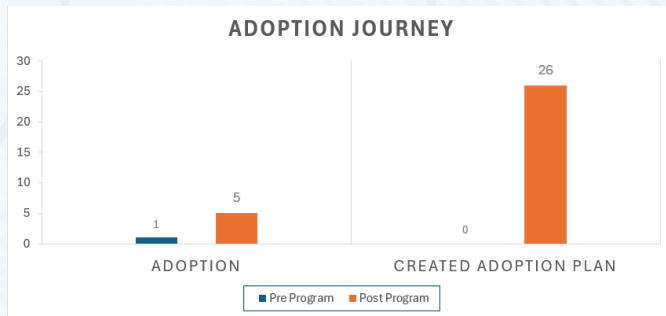 ADOPTION JOURNEY
30
25
20
15
10
5
0
1
5
0
26
ADOPTION
CREATED ADOPTION PLAN
Pre Program
Post Program